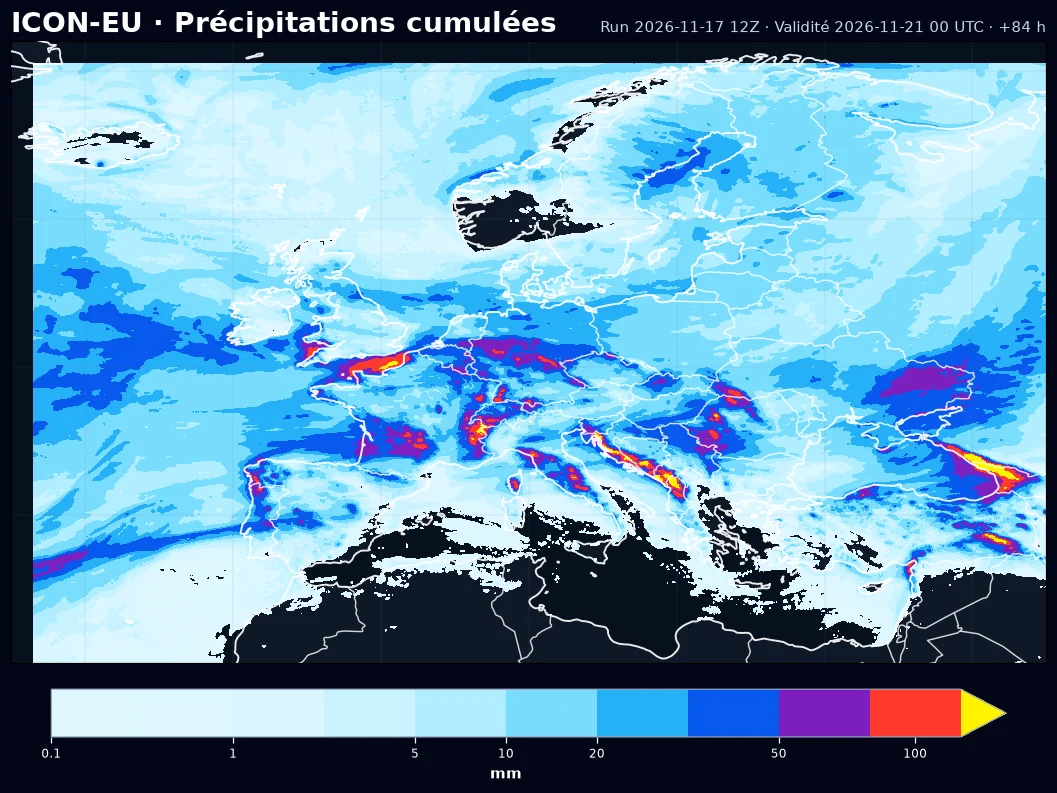 ICON-EU · Précipitations cumulées
Run 2026-11-17 12Z · Validité 2026-11-21 00 UTC · +84 h
0.1 1 5 10 20 50 100
mm